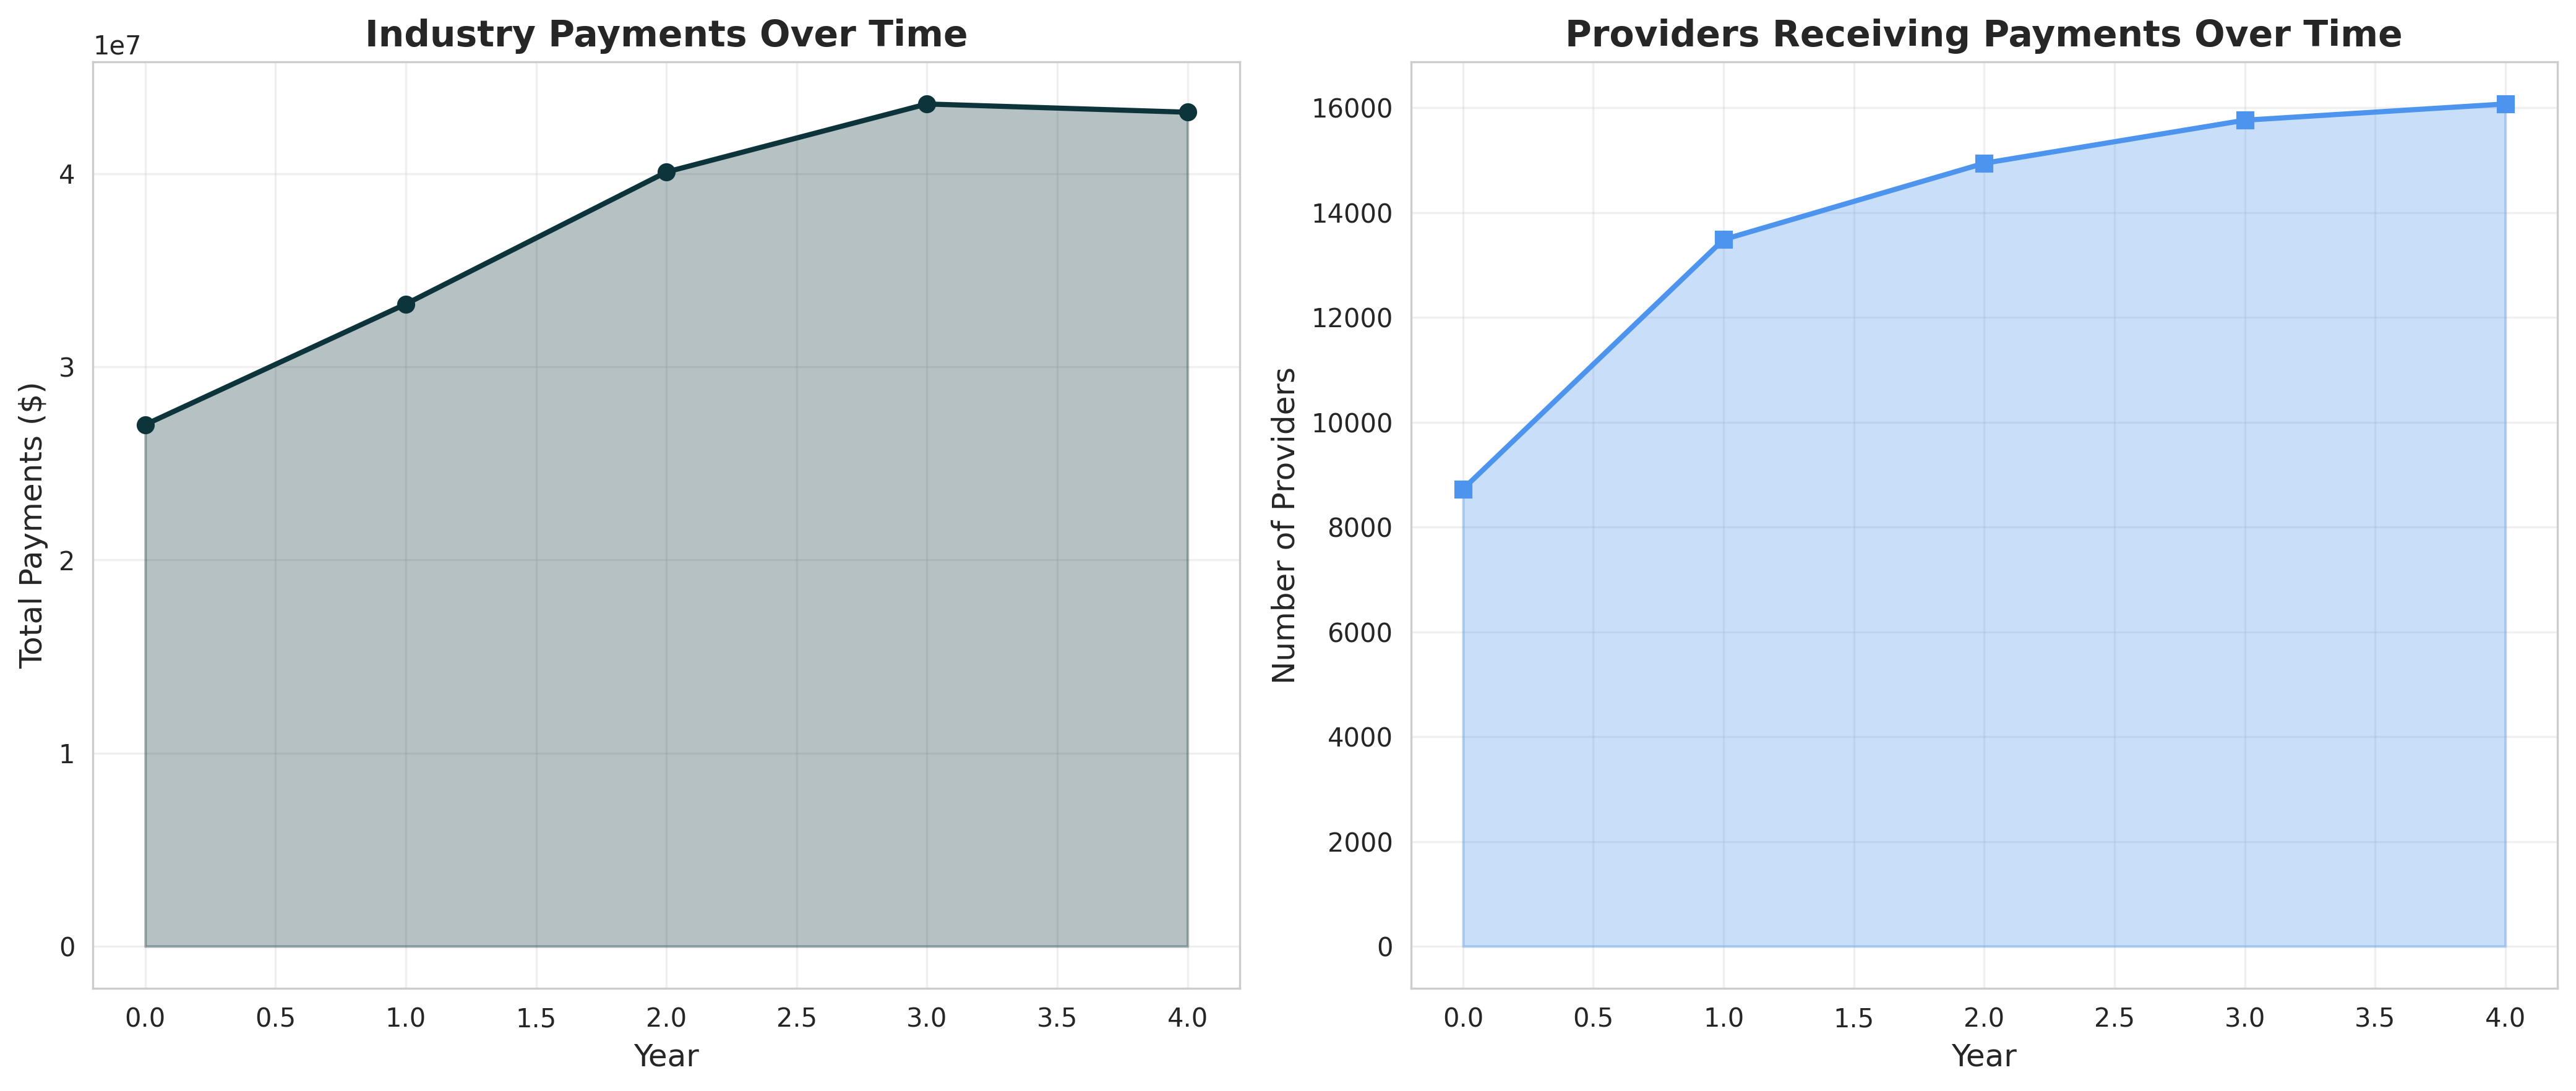 Industry Payments Over Time
1e7
4
3
2
1
0
Total Payments ($)
0.0 0.5 1.0 1.5 2.0 2.5 3.0 3.5 4.0
Year
Providers Receiving Payments Over Time
16000
14000
12000
10000
8000
6000
4000
2000
0
Number of Providers
0.0 0.5 1.0 1.5 2.0 2.5 3.0 3.5 4.0
Year